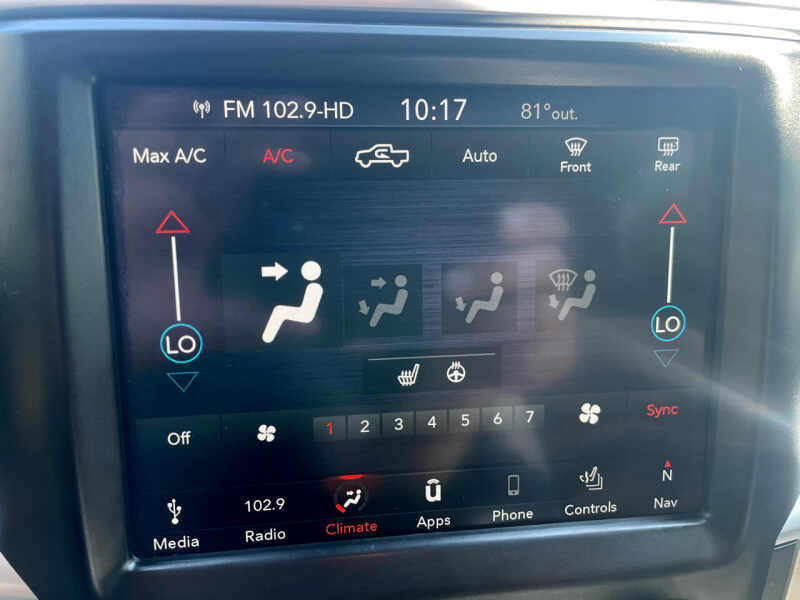 FM 102.9-HD 10:17 81°out.
Max A/C A/C Auto Front Rear
LO LO
Off 1 2 3 4 5 6 7 Sync
Media 102.9 Radio Climate Apps Phone Controls N Nav